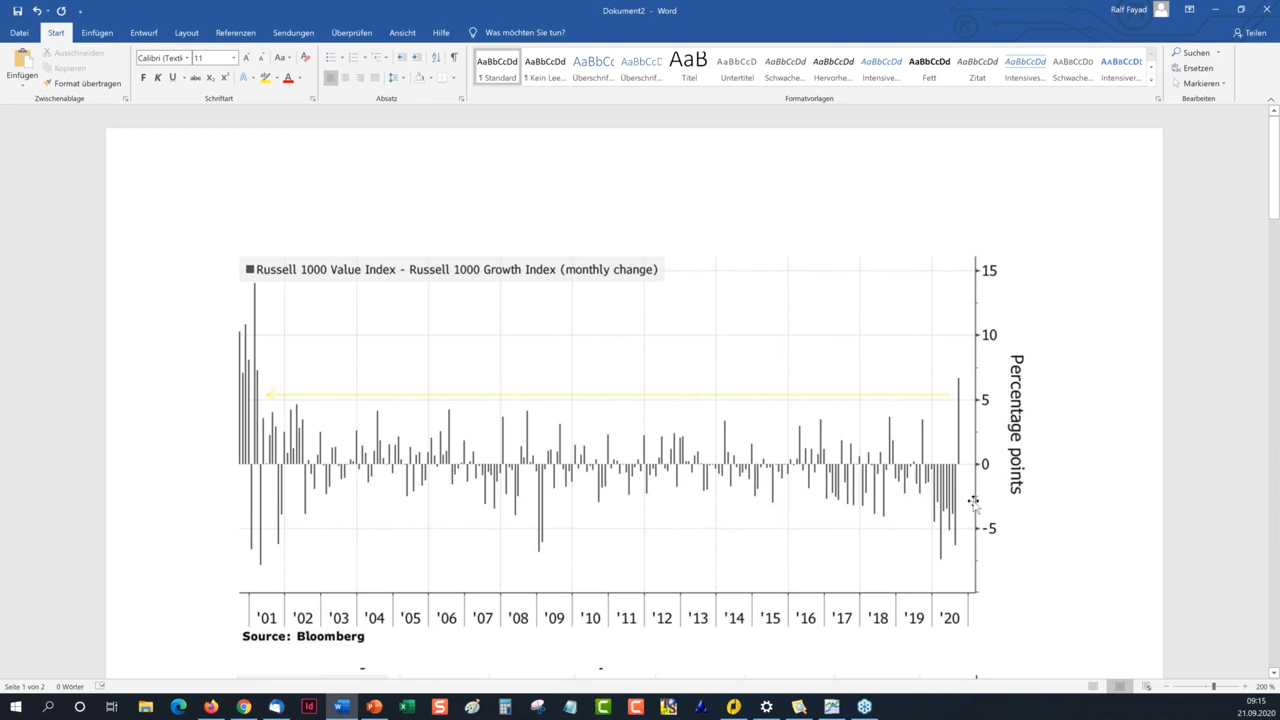 Dokument2 - Word
Ralf Fayad
Datei Start Einfügen Entwurf Layout Referenzen Sendungen Überprüfen Ansicht Hilfe Was möchten Sie tun? Teilen
Einfügen
Ausschneiden
Kopieren
Format übertragen
Zwischenablage
Calibri (Textk 11
Schriftart
Absatz
AaBbCcDd AaBbCcDd AaBbCc AaBbCcC AaB AaBbCcD AaBbCcDd AaBbCcDd AaBbCcDd AaBbCcDd AaBbCcDd AaBbCcDd AaBbCcDd AaBbCcDd
¶ Standard ¶ Kein Lee... Überschrif... Überschrif... Titel Untertitel Schwache... Hervorhe... Intensive... Fett Zitat Intensives... Schwache... Intensiver...
Formatvorlagen
Suchen
Ersetzen
Markieren
Bearbeiten
Russell 1000 Value Index - Russell 1000 Growth Index (monthly change)
15
10
5
0
-5
Percentage points
'01 '02 '03 '04 '05 '06 '07 '08 '09 '10 '11 '12 '13 '14 '15 '16 '17 '18 '19 '20
Source: Bloomberg
Seite 1 von 2 0 Wörter
200 %
09:15
21.09.2020